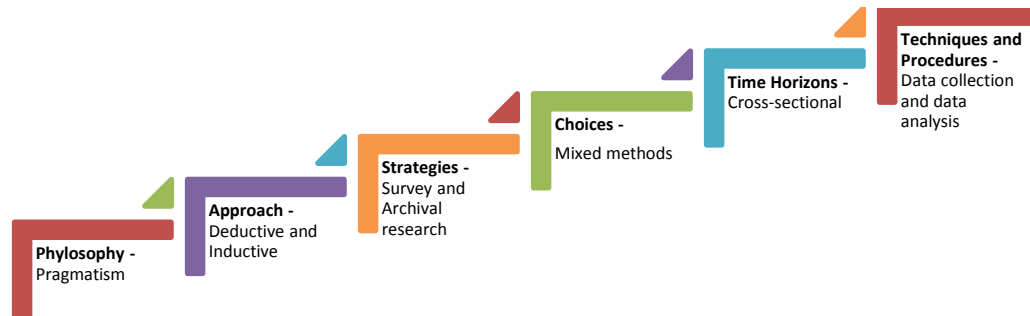 Phylosophy -
Pragmatism
Approach -
Deductive and
Inductive
Strategies -
Survey and
Archival
research
Choices -
Mixed methods
Time Horizons -
Cross-sectional
Techniques and
Procedures -
Data collection
and data
analysis